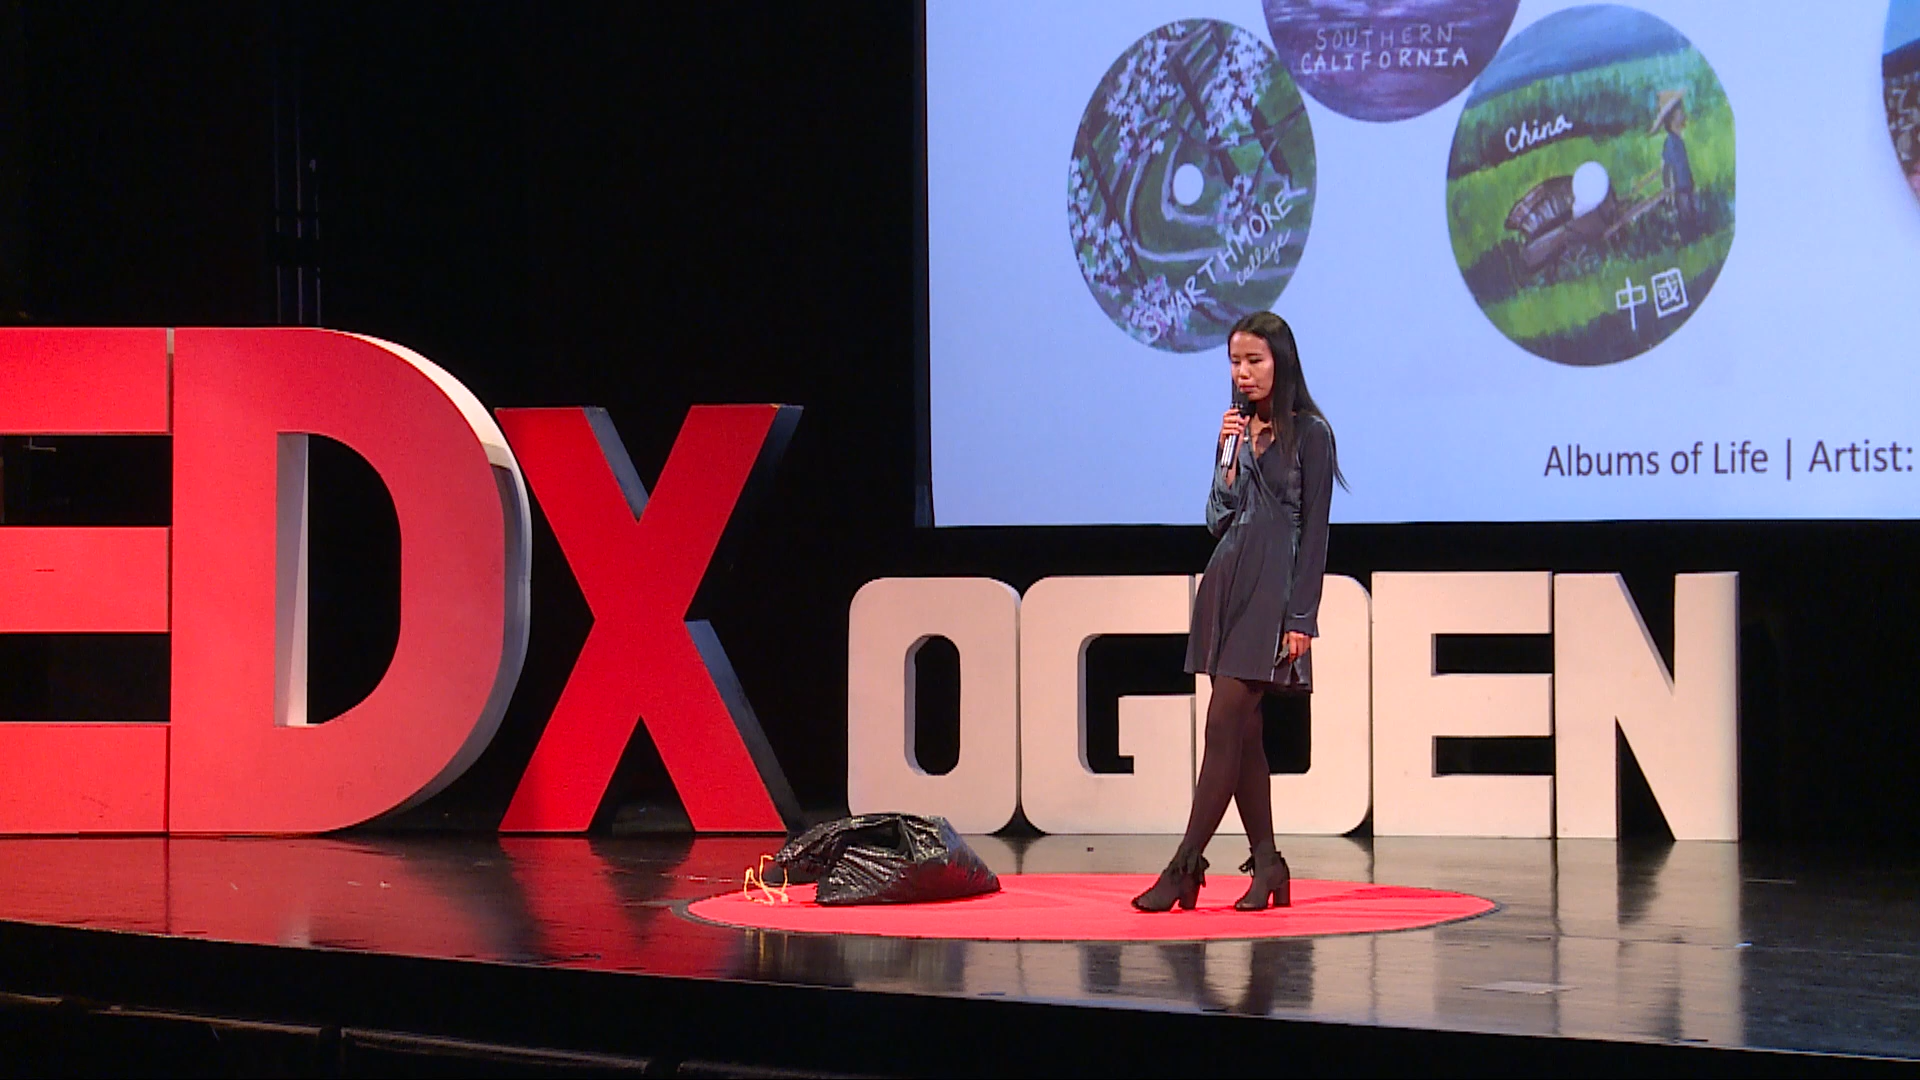 SOUTHERN
CALIFORNIA
SWARTHMORE
college
China
中國
Albums of Life | Artist:
EDX
OGDEN